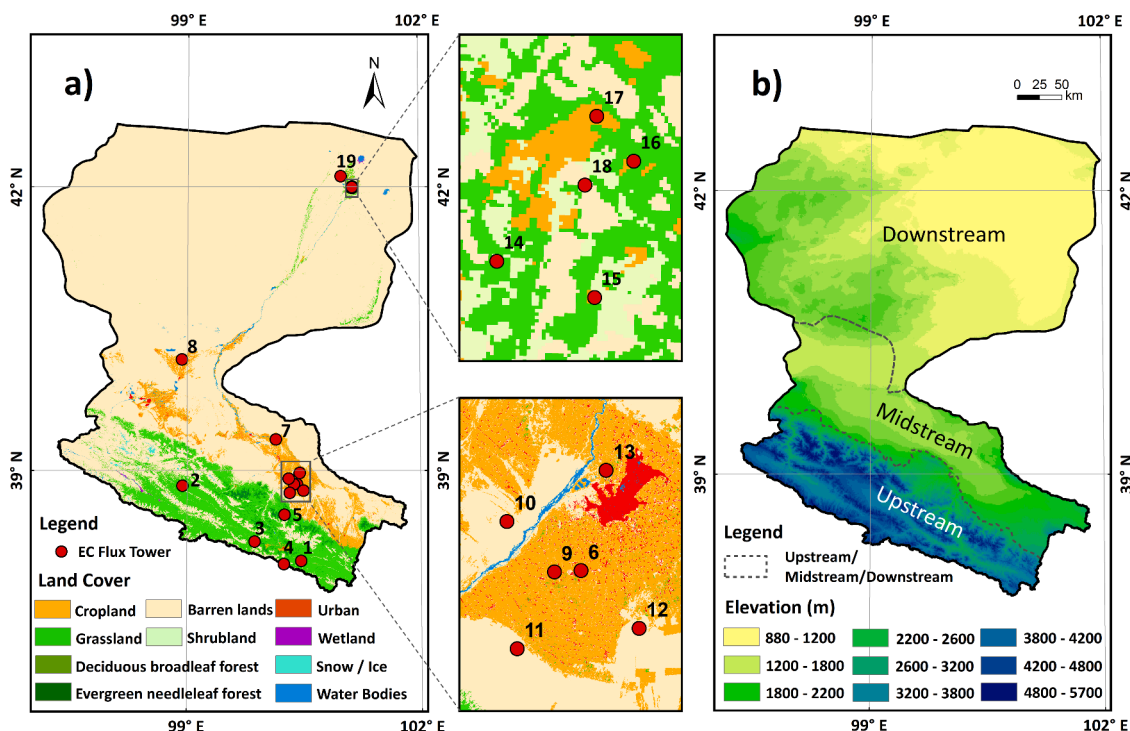 99° E
102° E
99° E
102° E
a)
N
b)
0 25 50
km
17
16
18
14
15
19
42° N
42° N
42° N
Downstream
8
7
Midstream
13
39° N
39° N
39° N
2
10
Upstream
Legend
5
EC Flux Tower
3
4
1
9
6
Legend
Upstream/
Midstream/Downstream
Land Cover
12
11
Elevation (m)
Cropland
Barren lands
Urban
880 - 1200
2200 - 2600
3800 - 4200
Grassland
Shrubland
Wetland
1200 - 1800
2600 - 3200
4200 - 4800
Deciduous broadleaf forest
Snow / Ice
1800 - 2200
3200 - 3800
4800 - 5700
Evergreen needleleaf forest
Water Bodies
99° E
102° E
99° E
102° E